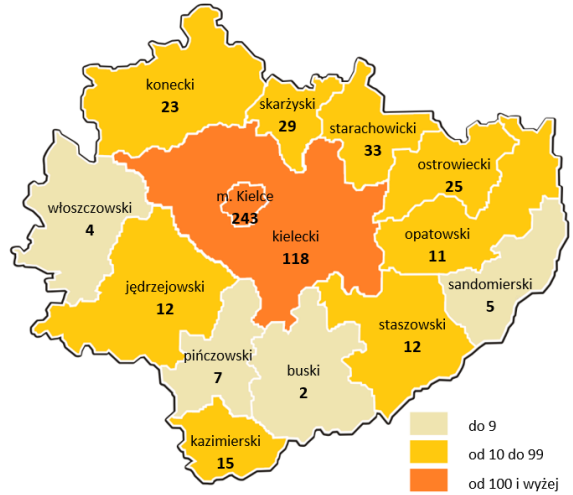 konecki
23
skarżyski
29
starachowicki
33
ostrowiecki
25
m. Kielce
243
włoszczowski
4
kielecki
118
opatowski
11
sandomierski
5
jędrzejowski
12
staszowski
12
pińczowski
7
buski
2
kazimierski
15
do 9
od 10 do 99
od 100 i wyżej